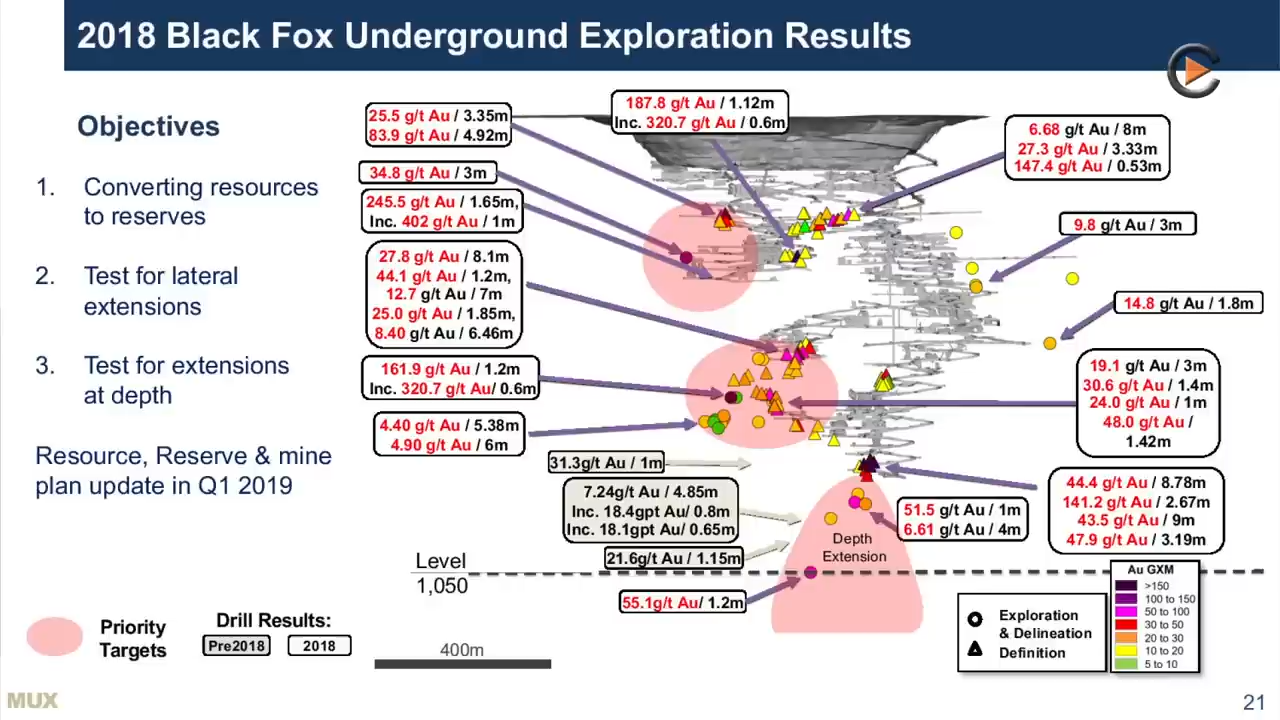 2018 Black Fox Underground Exploration Results
Objectives
1. Converting resources
to reserves
2. Test for lateral
extensions
3. Test for extensions
at depth
Resource, Reserve & mine
plan update in Q1 2019
25.5 g/t Au / 3.35m
83.9 g/t Au / 4.92m
187.8 g/t Au / 1.12m
Inc. 320.7 g/t Au / 0.6m
6.68 g/t Au / 8m
27.3 g/t Au / 3.33m
147.4 g/t Au / 0.53m
34.8 g/t Au / 3m
245.5 g/t Au / 1.65m,
Inc. 402 g/t Au / 1m
9.8 g/t Au / 3m
27.8 g/t Au / 8.1m
44.1 g/t Au / 1.2m,
12.7 g/t Au / 7m
25.0 g/t Au / 1.85m,
8.40 g/t Au / 6.46m
14.8 g/t Au / 1.8m
161.9 g/t Au / 1.2m
Inc. 320.7 g/t Au/ 0.6m
19.1 g/t Au / 3m
30.6 g/t Au / 1.4m
24.0 g/t Au / 1m
48.0 g/t Au /
1.42m
4.40 g/t Au / 5.38m
4.90 g/t Au / 6m
31.3g/t Au / 1m
7.24g/t Au / 4.85m
Inc. 18.4gpt Au/ 0.8m
Inc. 18.1gpt Au/ 0.65m
44.4 g/t Au / 8.78m
141.2 g/t Au / 2.67m
43.5 g/t Au / 9m
47.9 g/t Au / 3.19m
51.5 g/t Au / 1m
6.61 g/t Au / 4m
Depth
Extension
21.6g/t Au / 1.15m
Level
1,050
55.1g/t Au/ 1.2m
Priority
Targets
Drill Results:
Pre2018
2018
400m
Exploration
& Delineation
Definition
Au GXM
>150
100 to 150
50 to 100
30 to 50
20 to 30
10 to 20
5 to 10
MUX
21